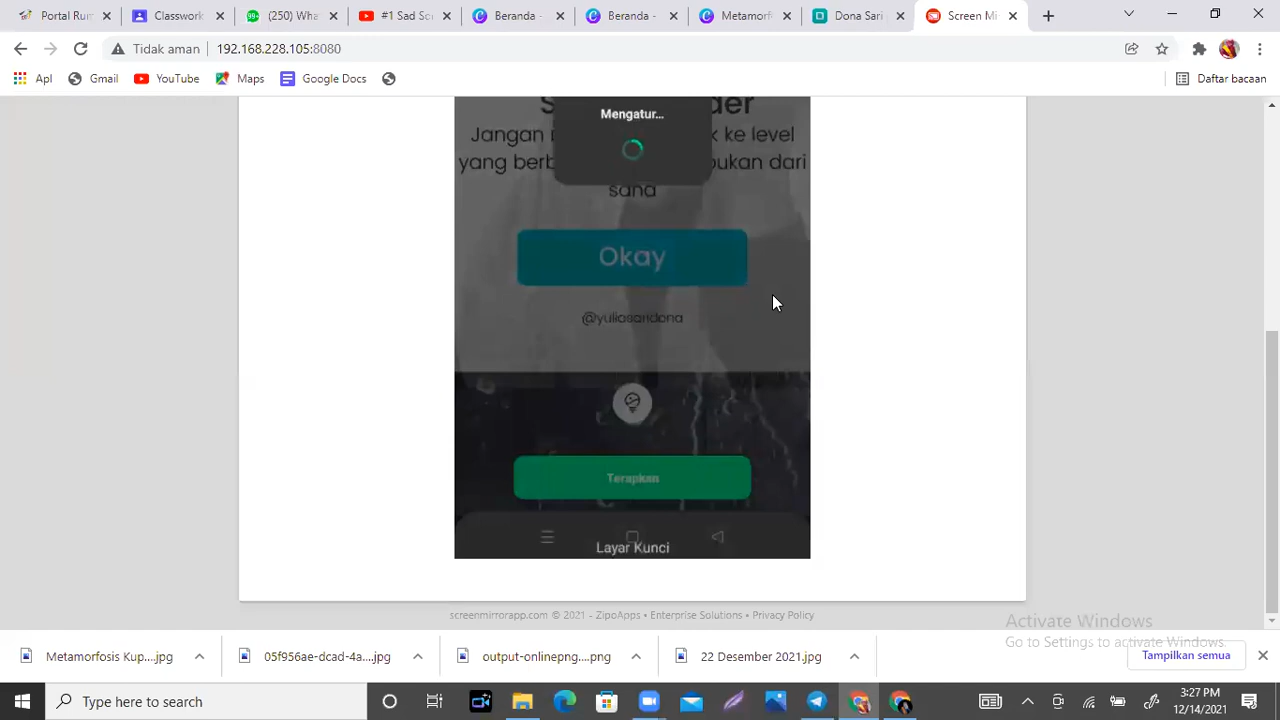 Portal Rum
Classwork
(250) Wha
#1 Sad Sc
Beranda -
Beranda -
Metamorf
Dona Sari
Screen Mi
Tidak aman
192.168.228.105:8080
Apl
Gmail
YouTube
Maps
Google Docs
Daftar bacaan
Mengatur...
Jangan
k ke level
yang berb
bukan dari
sana
Okay
@yuliasaridona
Terapkan
Layar Kunci
screenmirrorapp.com © 2021 - ZipoApps • Enterprise Solutions • Privacy Policy
Activate Windows
Go to Settings to activate Windows.
Metamorfosis Kup....jpg
05f956ae-dcad-4a....jpg
output-onlinepng....png
22 Desember 2021.jpg
Tampilkan semua
Type here to search
3:27 PM
12/14/2021